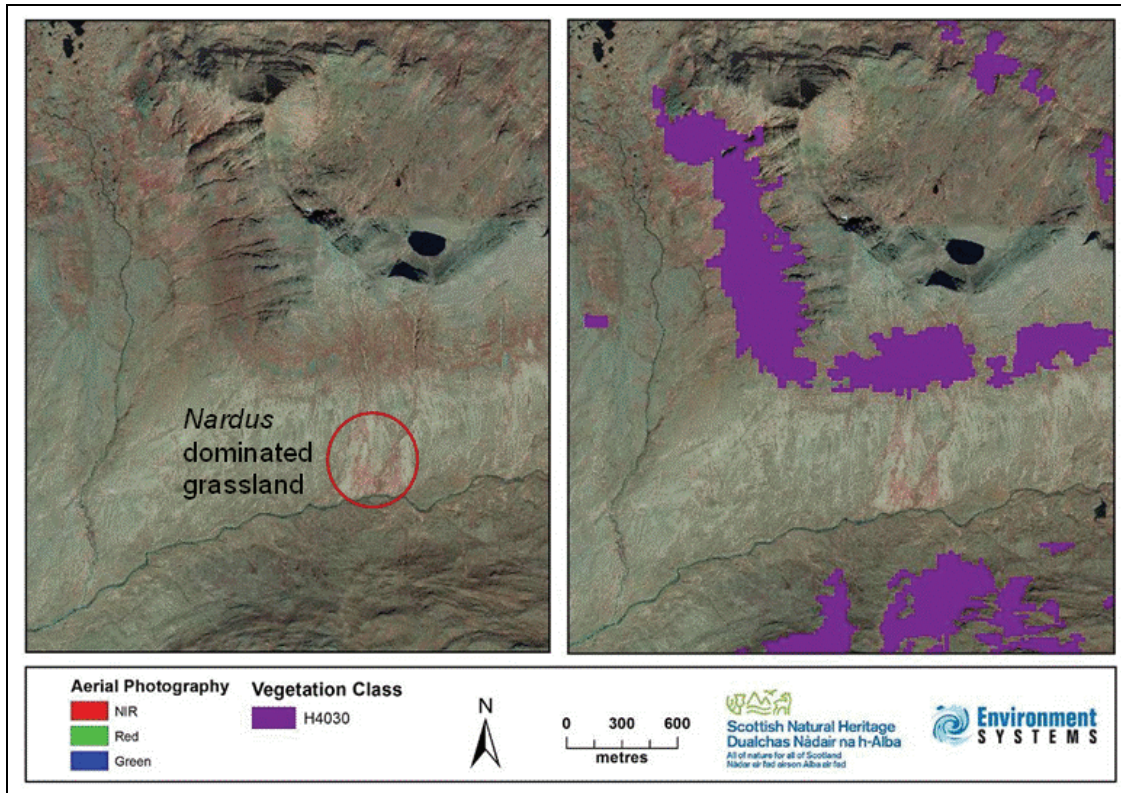 Nardus
dominated
grassland
Aerial Photography
NIR
Red
Green
Vegetation Class
H4030
N
0 300 600
metres
Scottish Natural Heritage
Dualchas Nàdair na h-Alba
All of nature for all of Scotland
Nàdar air fad airson Alba air fad
Environment
SYSTEMS